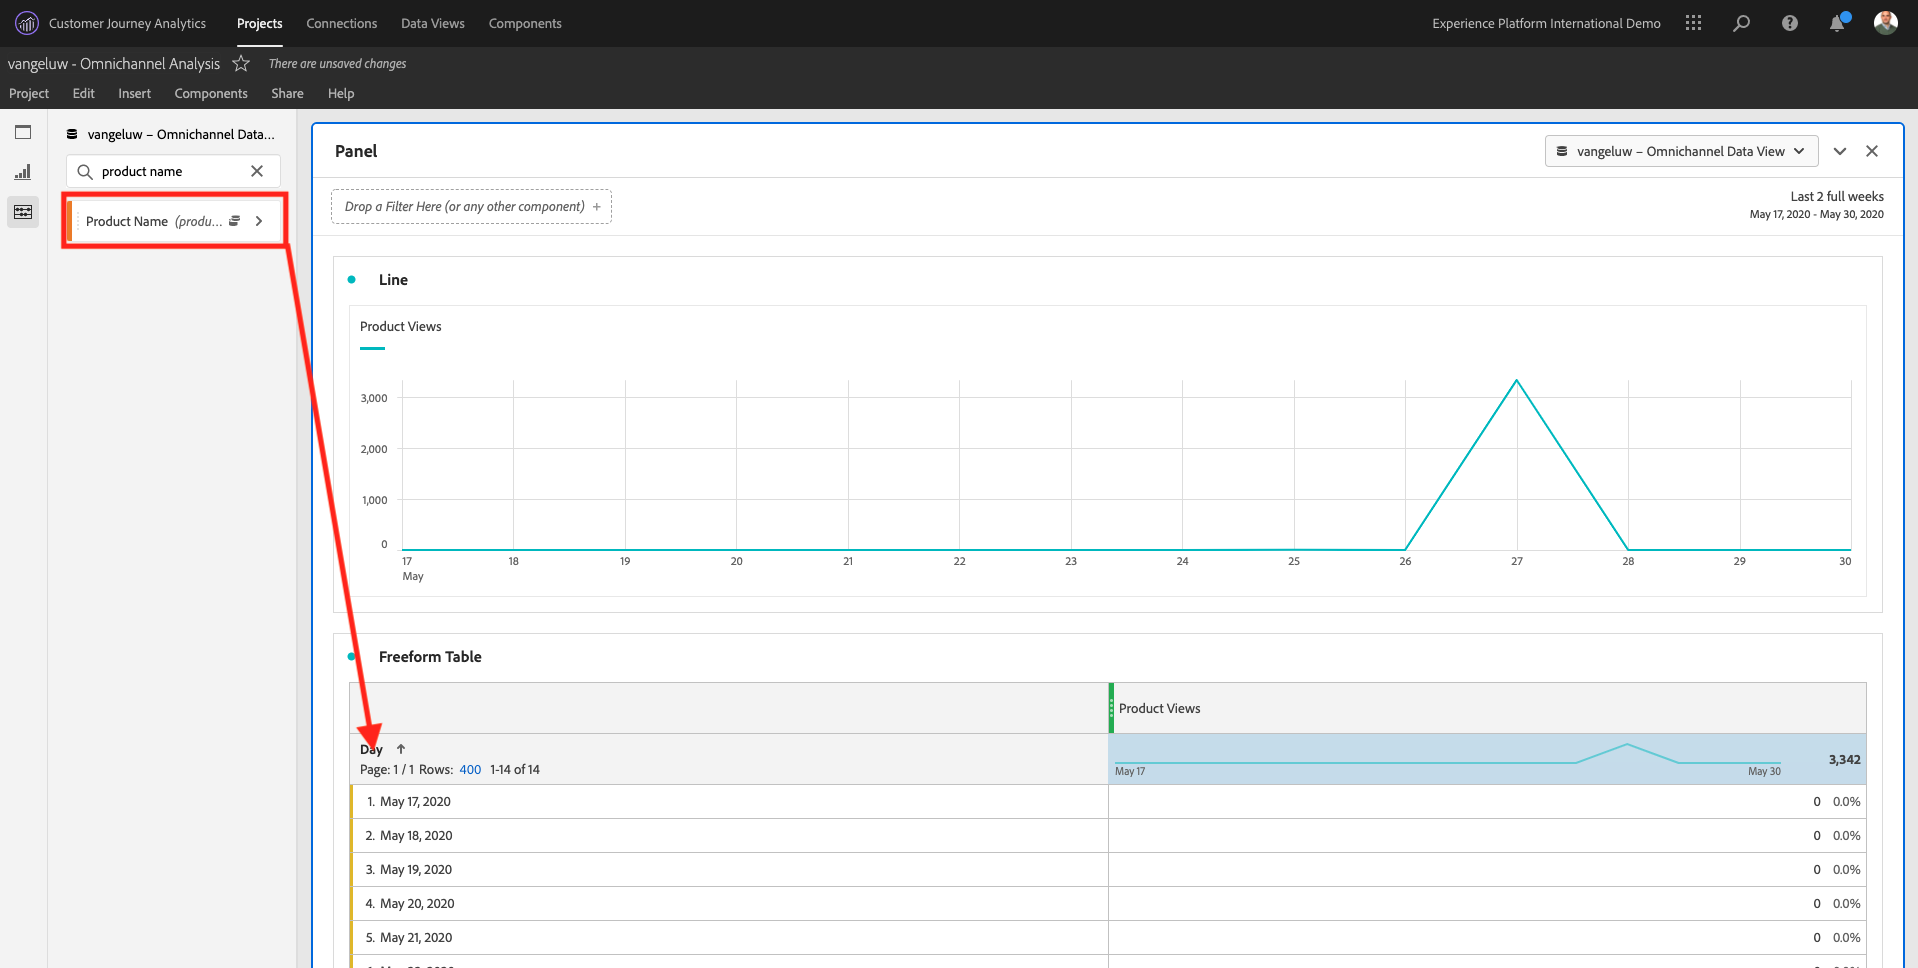 Customer Journey Analytics Projects Connections Data Views Components Experience Platform International Demo
vangeluw - Omnichannel Analysis There are unsaved changes
Project Edit Insert Components Share Help
vangeluw – Omnichannel Data...
product name
Product Name (produ...
Panel
vangeluw – Omnichannel Data View
Drop a Filter Here (or any other component) +
Last 2 full weeks
May 17, 2020 - May 30, 2020
Line
Product Views
3,000
2,000
1,000
0
17 18 19 20 21 22 23 24 25 26 27 28 29 30
May
Freeform Table
Product Views
Day ↑
Page: 1 / 1 Rows: 400 1-14 of 14
May 17 May 30 3,342
1. May 17, 2020 0 0.0%
2. May 18, 2020 0 0.0%
3. May 19, 2020 0 0.0%
4. May 20, 2020 0 0.0%
5. May 21, 2020 0 0.0%